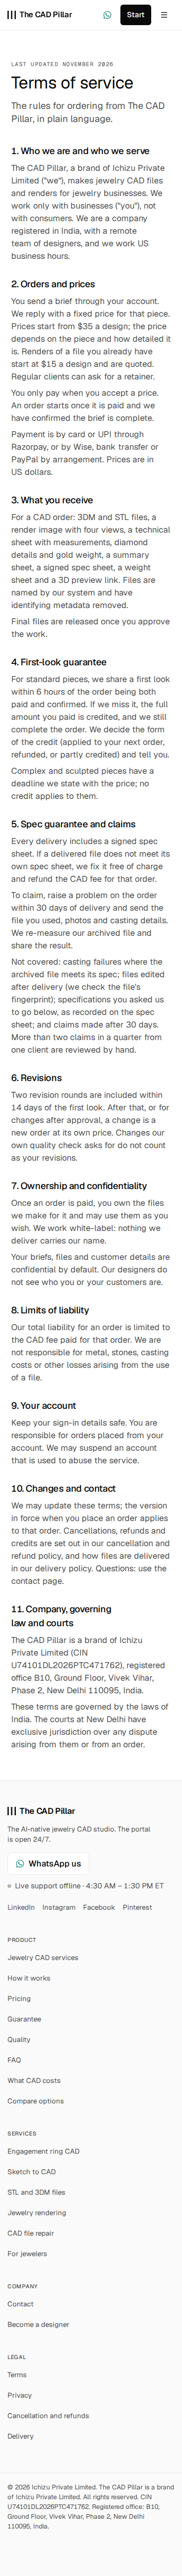 The CAD Pillar
Start
LAST UPDATED NOVEMBER 2026
Terms of service
The rules for ordering from The CAD
Pillar, in plain language.
1. Who we are and who we serve
The CAD Pillar, a brand of Ichizu Private
Limited ("we"), makes jewelry CAD files
and renders for jewelry businesses. We
work only with businesses ("you"), not
with consumers. We are a company
registered in India, with a remote
team of designers, and we work US
business hours.
2. Orders and prices
You send a brief through your account.
We reply with a fixed price for that piece.
Prices start from $35 a design; the price
depends on the piece and how detailed it
is. Renders of a file you already have
start at $15 a design and are quoted.
Regular clients can ask for a retainer.
You only pay when you accept a price.
An order starts once it is paid and we
have confirmed the brief is complete.
Payment is by card or UPI through
Razorpay, or by Wise, bank transfer or
PayPal by arrangement. Prices are in
US dollars.
3. What you receive
For a CAD order: 3DM and STL files, a
render image with four views, a technical
sheet with measurements, diamond
details and gold weight, a summary
sheet, a signed spec sheet, a weight
sheet and a 3D preview link. Files are
named by our system and have
identifying metadata removed.
Final files are released once you approve
the work.
4. First-look guarantee
For standard pieces, we share a first look
within 6 hours of the order being both
paid and confirmed. If we miss it, the full
amount you paid is credited, and we still
complete the order. We decide the form
of the credit (applied to your next order,
refunded, or partly credited) and tell you.
Complex and sculpted pieces have a
deadline we state with the price; no
credit applies to them.
5. Spec guarantee and claims
Every delivery includes a signed spec
sheet. If a delivered file does not meet its
own spec sheet, we fix it free of charge
and refund the CAD fee for that order.
To claim, raise a problem on the order
within 30 days of delivery and send the
file you used, photos and casting details.
We re-measure our archived file and
share the result.
Not covered: casting failures where the
archived file meets its spec; files edited
after delivery (we check the file's
fingerprint); specifications you asked us
to go below, as recorded on the spec
sheet; and claims made after 30 days.
More than two claims in a quarter from
one client are reviewed by hand.
6. Revisions
Two revision rounds are included within
14 days of the first look. After that, or for
changes after approval, a change is a
new order at its own price. Changes our
own quality check asks for do not count
as your revisions.
7. Ownership and confidentiality
Once an order is paid, you own the files
we make for it and may use them as you
wish. We work white-label: nothing we
deliver carries our name.
Your briefs, files and customer details are
confidential by default. Our designers do
not see who you or your customers are.
8. Limits of liability
Our total liability for an order is limited to
the CAD fee paid for that order. We are
not responsible for metal, stones, casting
costs or other losses arising from the use
of a file.
9. Your account
Keep your sign-in details safe. You are
responsible for orders placed from your
account. We may suspend an account
that is used to abuse the service.
10. Changes and contact
We may update these terms; the version
in force when you place an order applies
to that order. Cancellations, refunds and
credits are set out in our cancellation and
refund policy, and how files are delivered
in our delivery policy. Questions: use the
contact page.
11. Company, governing
law and courts
The CAD Pillar is a brand of Ichizu
Private Limited (CIN
U74101DL2026PTC471762), registered
office B10, Ground Floor, Vivek Vihar,
Phase 2, New Delhi 110095, India.
These terms are governed by the laws of
India. The courts at New Delhi have
exclusive jurisdiction over any dispute
arising from them or from an order.
The CAD Pillar
The AI-native jewelry CAD studio. The portal
is open 24/7.
WhatsApp us
Live support offline · 4:30 AM – 1:30 PM ET
LinkedIn Instagram Facebook Pinterest
PRODUCT
Jewelry CAD services
How it works
Pricing
Guarantee
Quality
FAQ
What CAD costs
Compare options
SERVICES
Engagement ring CAD
Sketch to CAD
STL and 3DM files
Jewelry rendering
CAD file repair
For jewelers
COMPANY
Contact
Become a designer
LEGAL
Terms
Privacy
Cancellation and refunds
Delivery
© 2026 Ichizu Private Limited. The CAD Pillar is a brand
of Ichizu Private Limited. All rights reserved. CIN
U74101DL2026PTC471762. Registered office: B10,
Ground Floor, Vivek Vihar, Phase 2, New Delhi
110095, India.